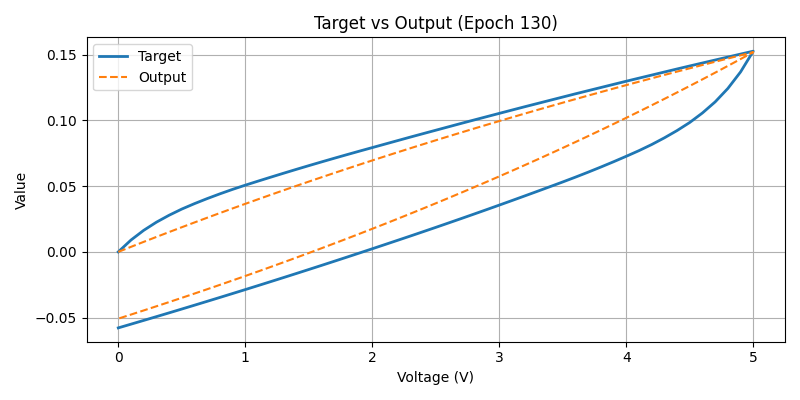 Target vs Output (Epoch 130)
Target
Output
0.15
0.10
0.05
0.00
−0.05
Value
0 1 2 3 4 5
Voltage (V)